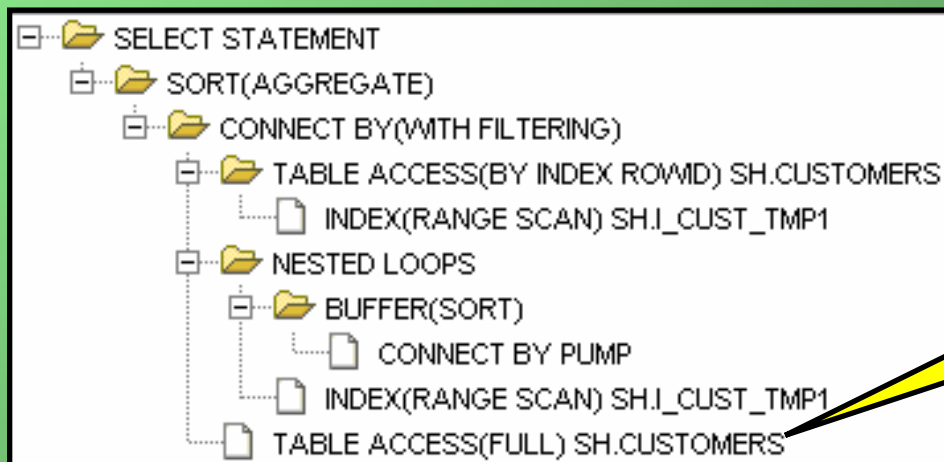 SELECT STATEMENT
SORT(AGGREGATE)
CONNECT BY(WITH FILTERING)
TABLE ACCESS(BY INDEX ROWID) SH.CUSTOMERS
INDEX(RANGE SCAN) SH.I_CUST_TMP1
NESTED LOOPS
BUFFER(SORT)
CONNECT BY PUMP
INDEX(RANGE SCAN) SH.I_CUST_TMP1
TABLE ACCESS(FULL) SH.CUSTOMERS